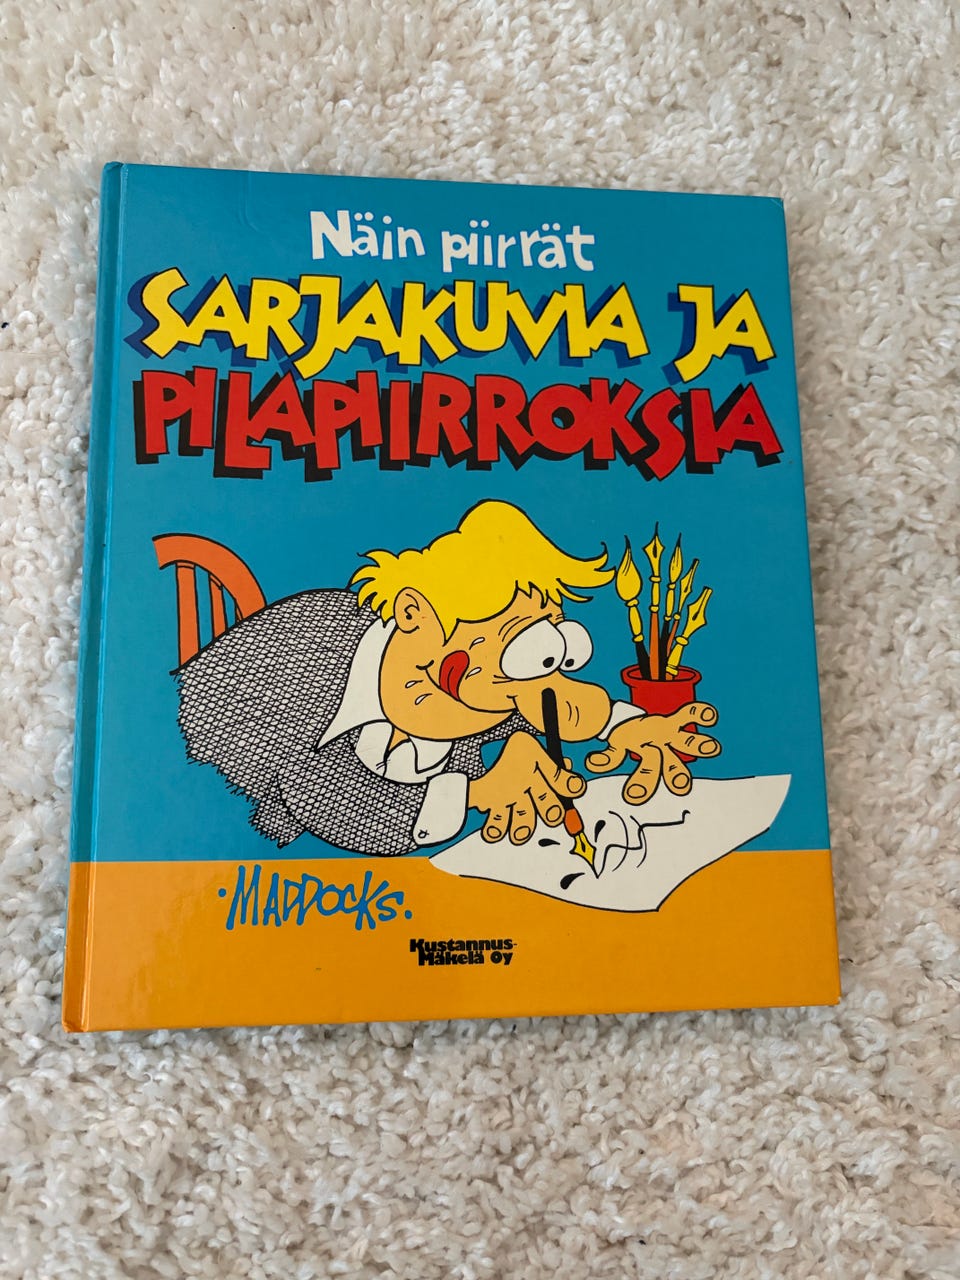 Näin piirrät
SARJAKUVIA JA
PILAPIIRROKSIA
·MADDOCKS.
Kustannus-
Mäkelä Oy